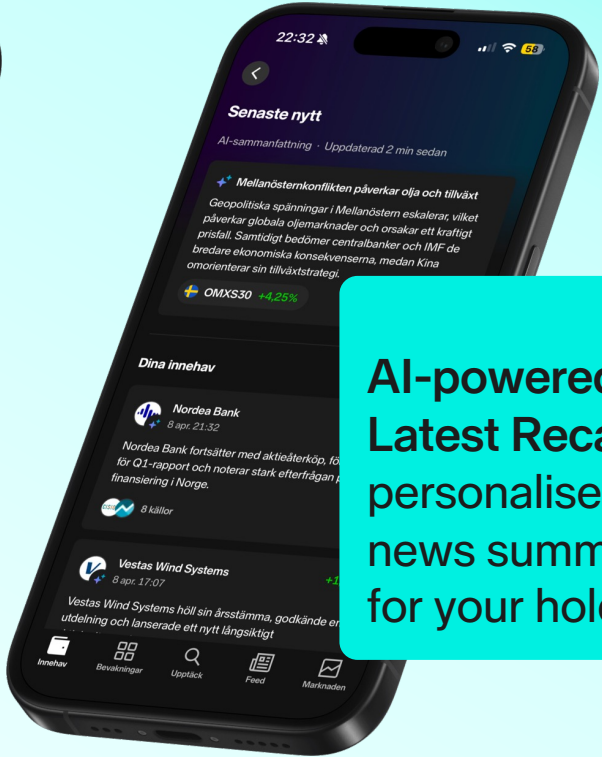 22:32
58
Senaste nytt
AI-sammanfattning · Uppdaterad 2 min sedan
Mellanösternkonflikten påverkar olja och tillväxt
Geopolitiska spänningar i Mellanöstern eskalerar, vilket
påverkar globala oljemarknader och orsakar ett kraftigt
prisfall. Samtidigt bedömer centralbanker och IMF de
bredare ekonomiska konsekvenserna, medan Kina
omorienterar sin tillväxtstrategi.
OMXS30 +4,25%
Dina innehav
Nordea Bank
8 apr. 21:32
Nordea Bank fortsätter med aktieåterköp,
för Q1-rapport och noterar stark efterfrågan
finansiering i Norge.
8 källor
Vestas Wind Systems
8 apr. 17:07
Vestas Wind Systems höll sin årsstämma, godkände
utdelning och lanserade ett nytt långsiktigt
Innehav
Bevakningar
Upptäck
Feed
Marknaden
AI-powered
Latest
personalise
news
for your